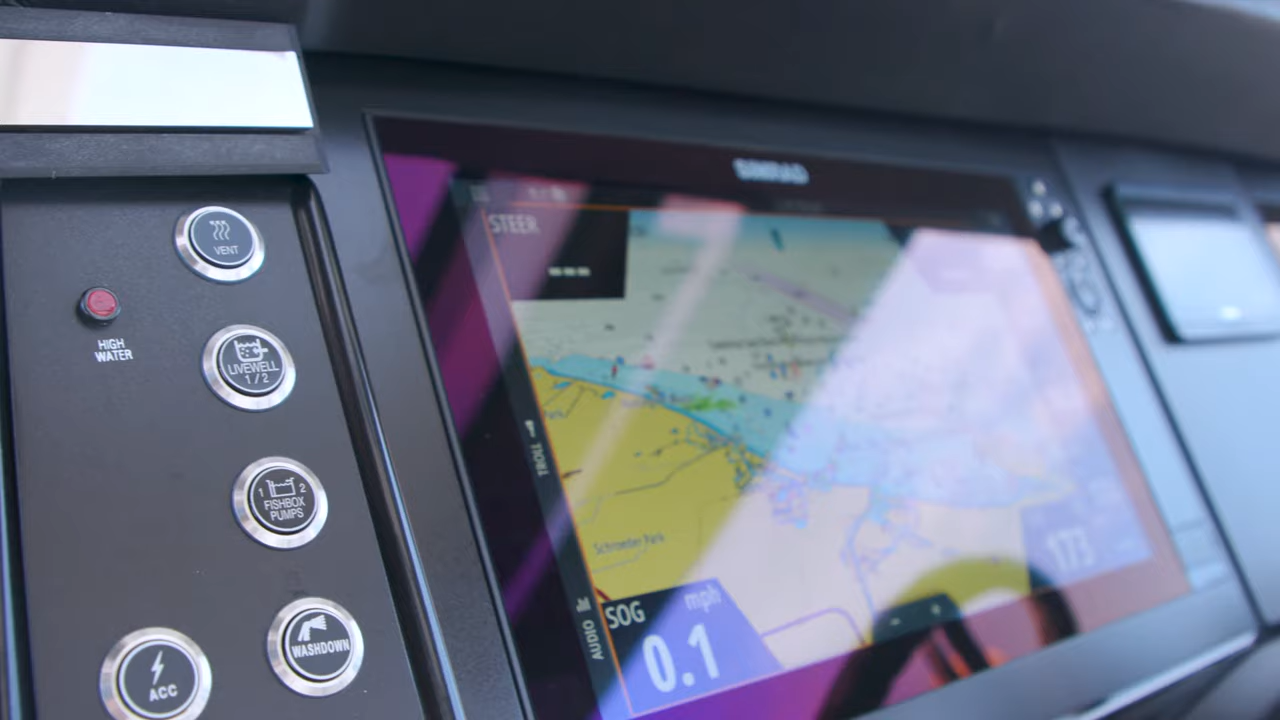 VENT
HIGH
WATER
LIVEWELL
1 / 2
1 2
FISHBOX
PUMPS
WASHDOWN
ACC
SIMRAD
STEER
---
TROLL
Schroeder Park
SOG
mph
0.1
AUDIO
173